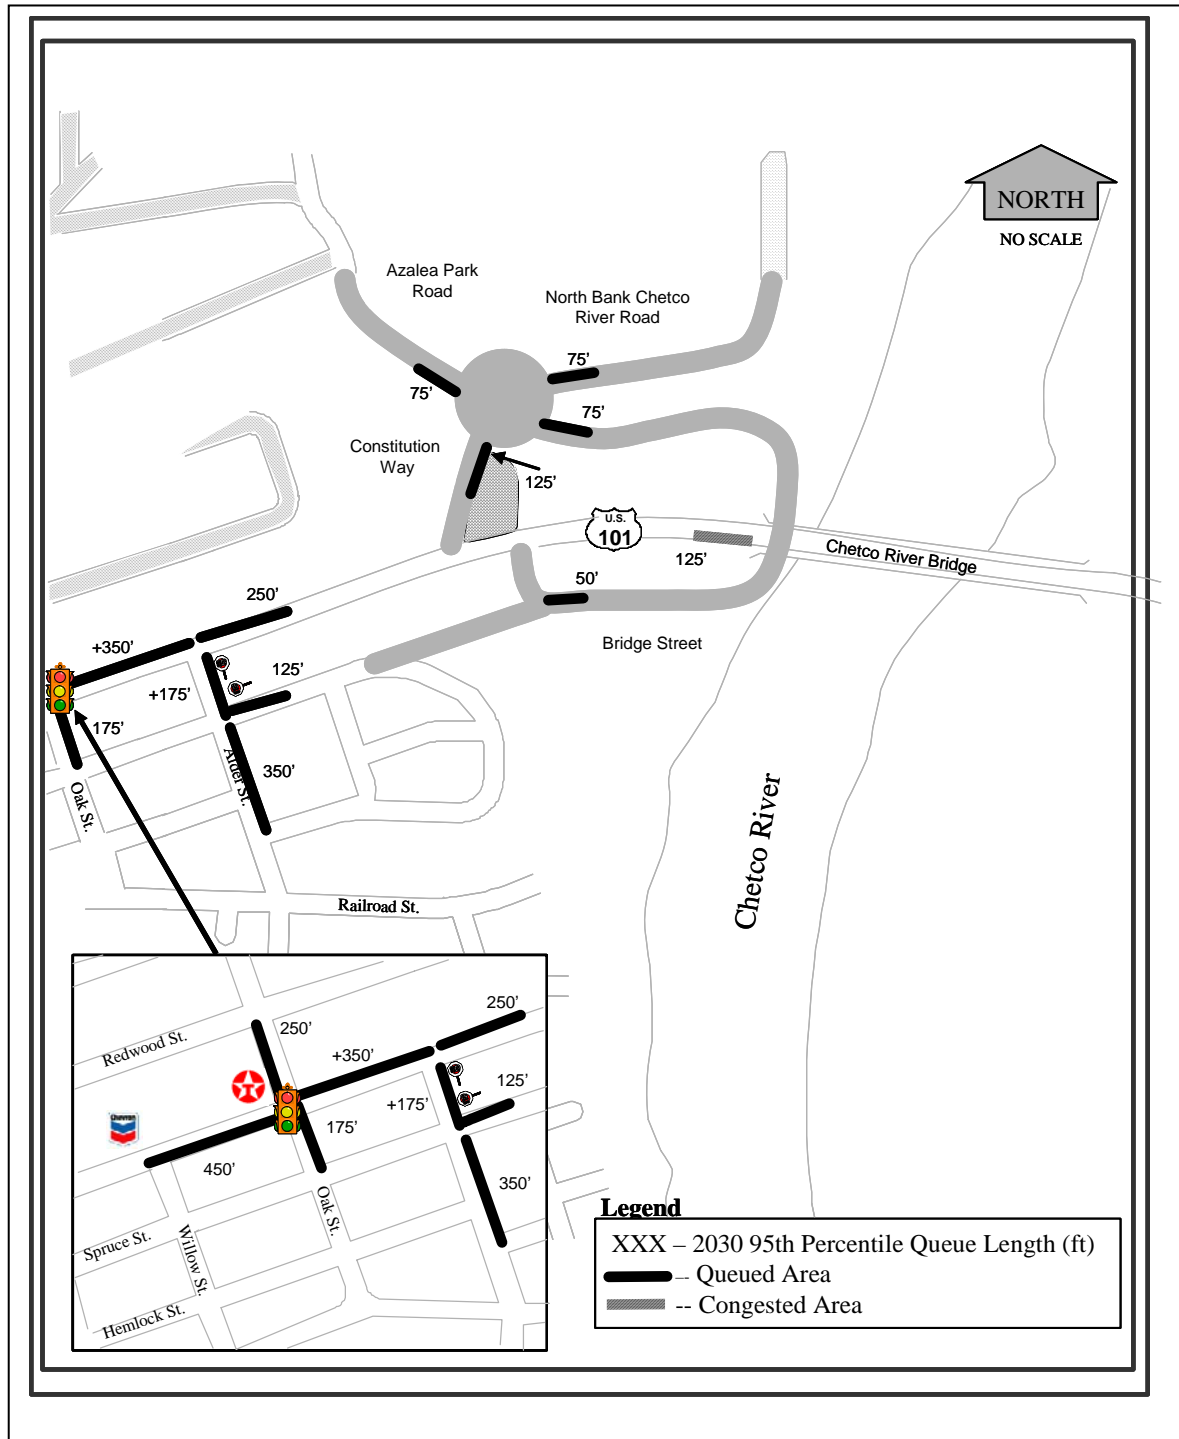 NORTH
NO SCALE
Azalea Park
Road
North Bank Chetco
River Road
75'
75'
75'
Constitution
Way
125'
U.S.
101
125'
Chetco River Bridge
50'
Bridge Street
250'
+350'
125'
+175'
175'
350'
Alder St.
Oak St.
Chetco River
Railroad St.
250'
250'
Redwood St.
+350'
125'
+175'
Chevron
T
175'
450'
350'
Oak St.
Willow St.
Spruce St.
Hemlock St.
Legend
XXX – 2030 95th Percentile Queue Length (ft)
-- Queued Area
-- Congested Area